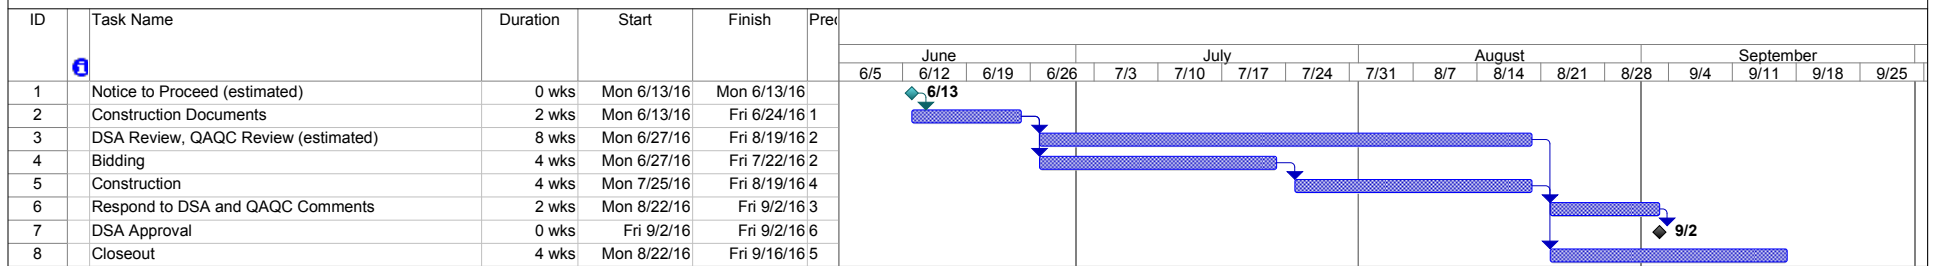 ID Task Name Duration Start Finish Pred
June July August September
6/5 6/12 6/19 6/26 7/3 7/10 7/17 7/24 7/31 8/7 8/14 8/21 8/28 9/4 9/11 9/18 9/25
1 Notice to Proceed (estimated) 0 wks Mon 6/13/16 Mon 6/13/16 6/13
2 Construction Documents 2 wks Mon 6/13/16 Fri 6/24/16 1
3 DSA Review, QAQC Review (estimated) 8 wks Mon 6/27/16 Fri 8/19/16 2
4 Bidding 4 wks Mon 6/27/16 Fri 7/22/16 2
5 Construction 4 wks Mon 7/25/16 Fri 8/19/16 4
6 Respond to DSA and QAQC Comments 2 wks Mon 8/22/16 Fri 9/2/16 3
7 DSA Approval 0 wks Fri 9/2/16 Fri 9/2/16 6 9/2
8 Closeout 4 wks Mon 8/22/16 Fri 9/16/16 5